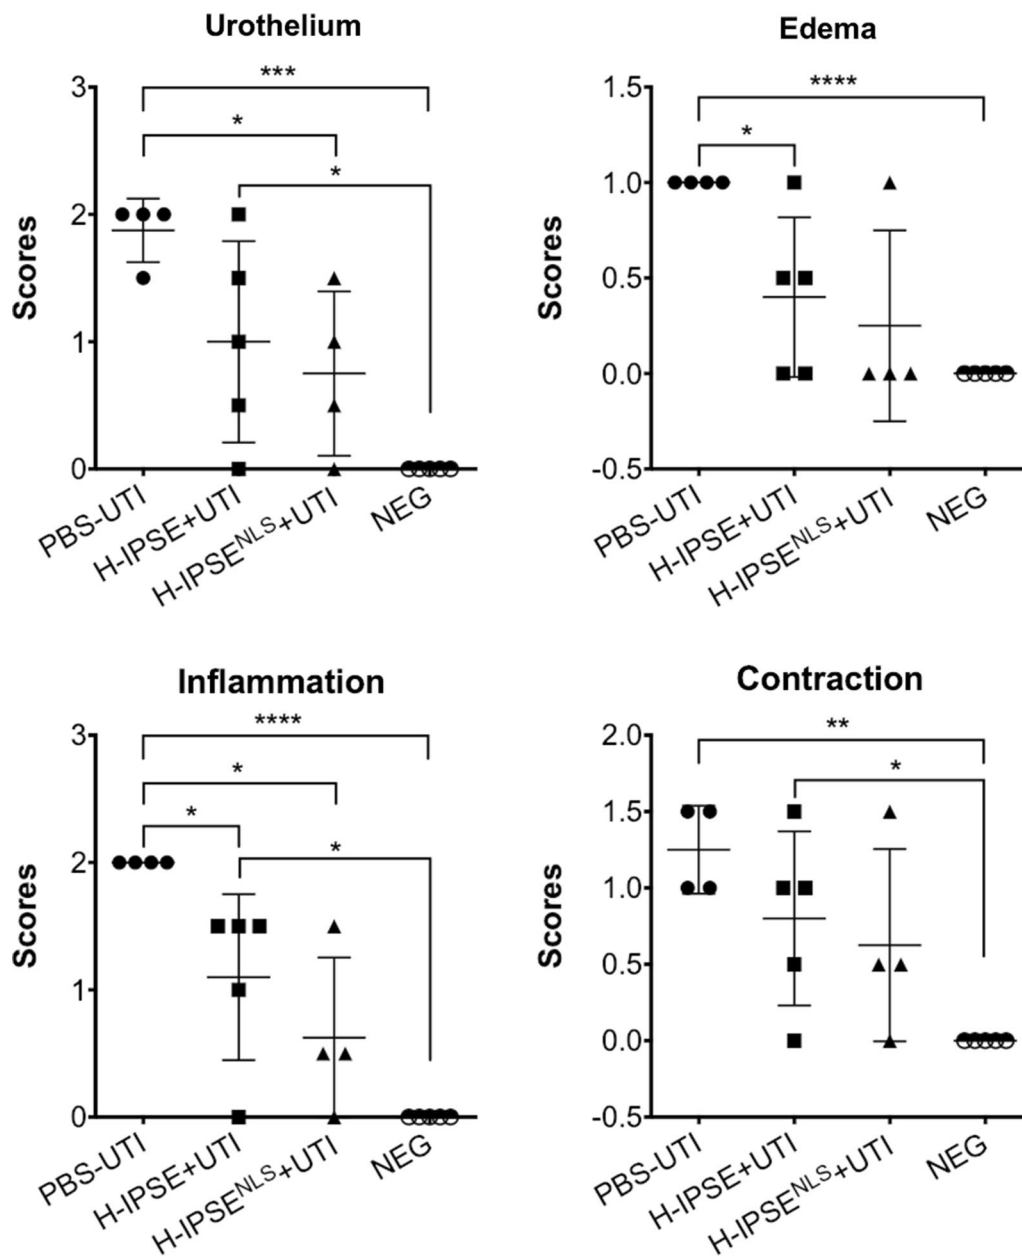 Urothelium
Scores
3
2
1
0
***
*
*
PBS-UTI
H-IPSE+UTI
H-IPSE^NLS+UTI
NEG
Edema
Scores
1.5
1.0
0.5
0.0
-0.5
****
*
PBS-UTI
H-IPSE+UTI
H-IPSE^NLS+UTI
NEG
Inflammation
Scores
3
2
1
0
****
*
*
*
PBS-UTI
H-IPSE+UTI
H-IPSE^NLS+UTI
NEG
Contraction
Scores
2.0
1.5
1.0
0.5
0.0
-0.5
**
*
PBS-UTI
H-IPSE+UTI
H-IPSE^NLS+UTI
NEG